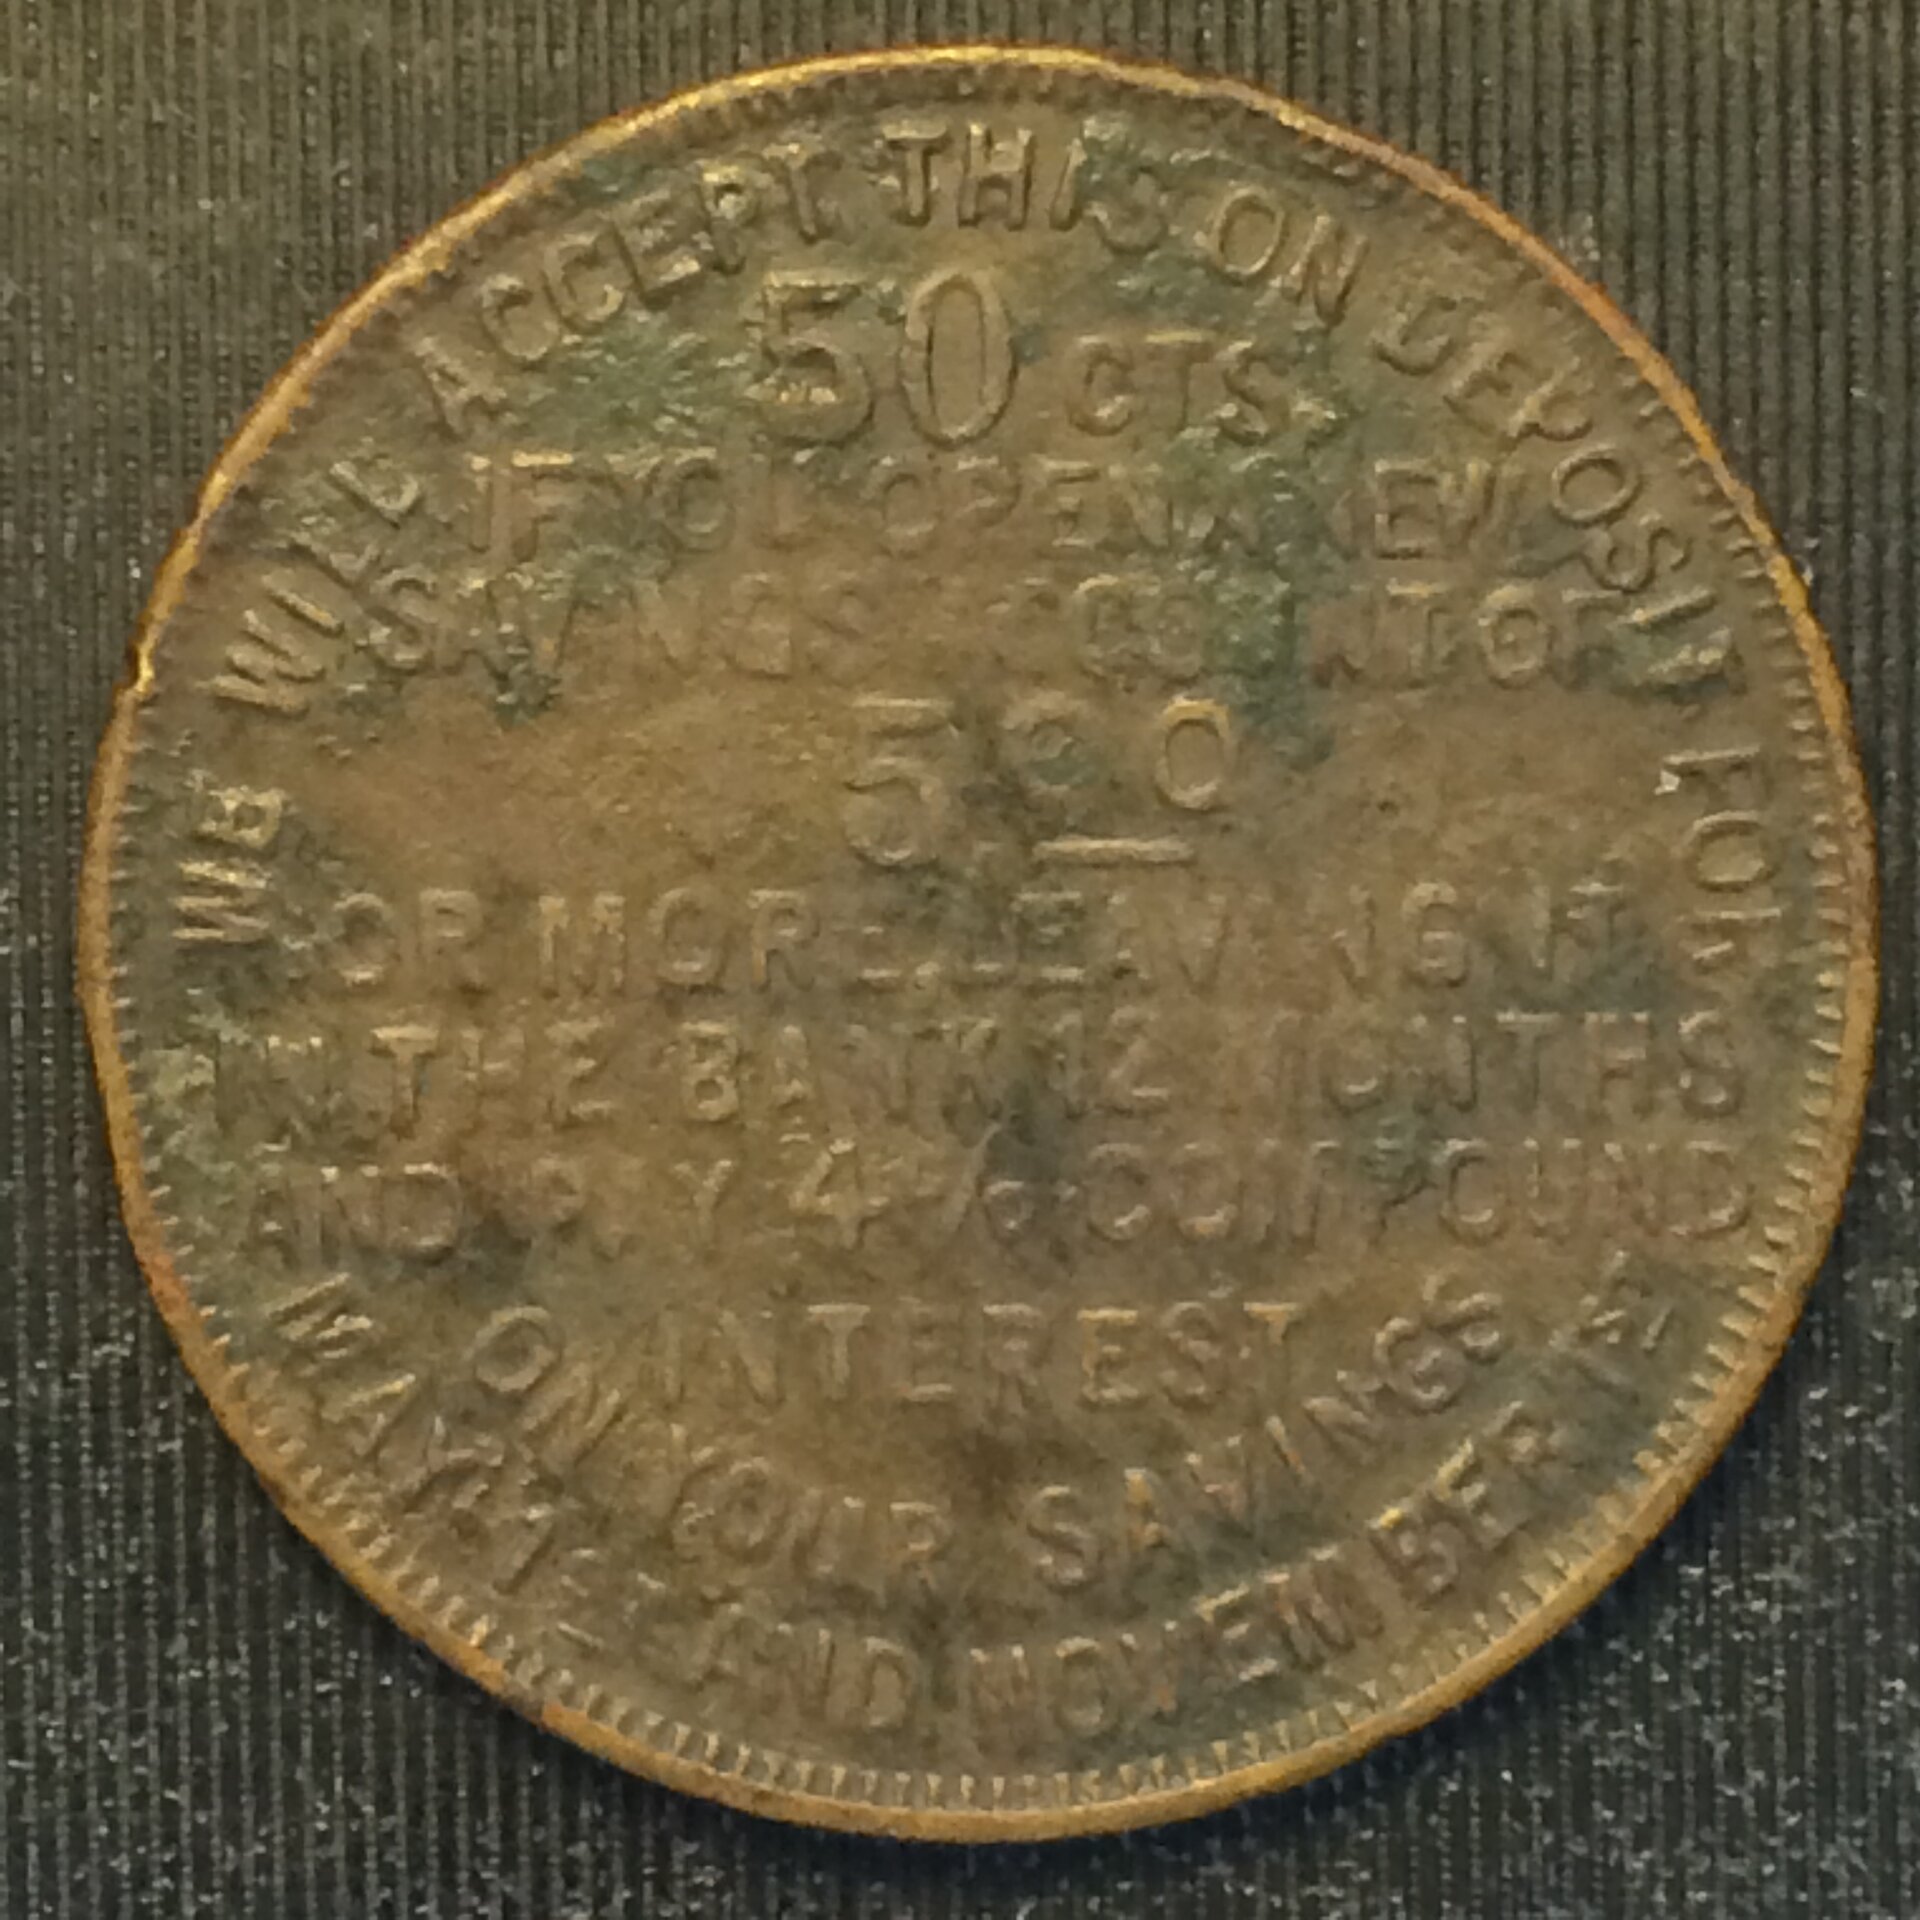 WE WILL ACCEPT THIS ON DEPOSIT FOR
50 CTS.
IF YOU OPEN A NEW
SAVINGS ACCOUNT OF
5.00
OR MORE LEAVING IT
IN THE BANK 12 MONTHS
AND PAY 4% COMPOUND
INTEREST
ON YOUR SAVINGS
MAY 1ST AND NOVEMBER 1ST